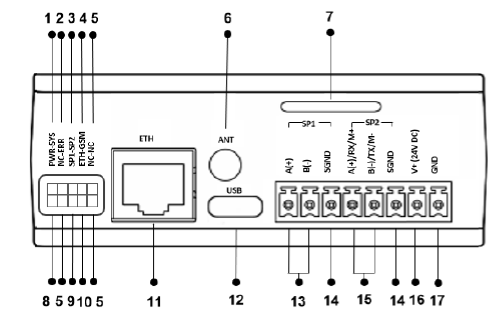 1 2 3 4 5
6
7
PWR-SYS
NC-ERR
SP1-SP2
ETH-GSM
NC-NC
ETH
ANT
USB
SP1
SP2
A(+)
B(-)
SGND
A(+)/RX/M+
B(-)/TX/M-
SGND
V+ (24V DC)
GND
8 5 9 10 5
11
12
13
14
15
14
16
17